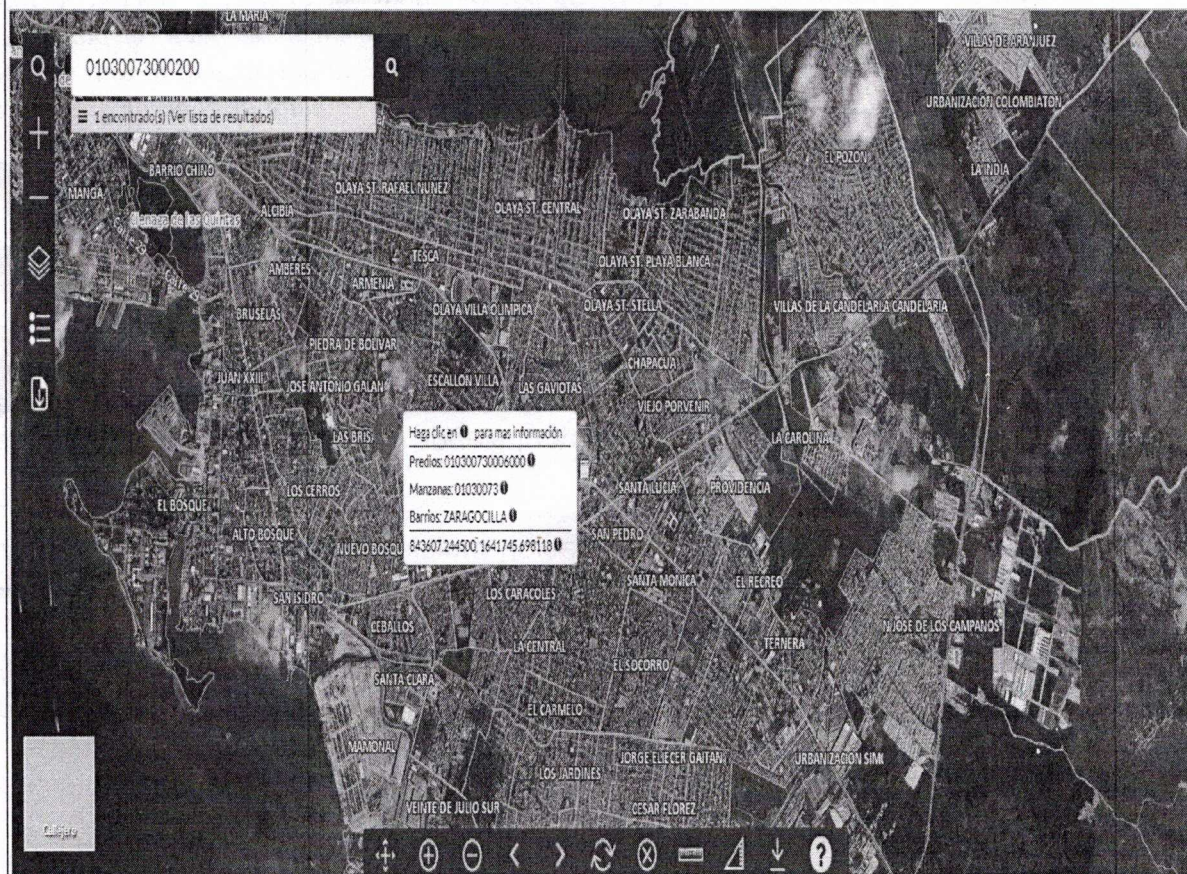 LA MARIA
01030073000200
VILLAS DE ARANJUEZ
1 encontrado(s) (Ver lista de resultados)
URBANIZACION COLOMBIATON
BARRIO CHINO
EL POZON
LA INDIA
MANGA
OLAYA ST. RAFAEL NUÑEZ
OLAYA ST. CENTRAL
ALCIBIA
Cienaga de las Quintas
OLAYA ST. ZARABANDA
TESCA
OLAYA ST. PLAYA BLANCA
AMBERES
ARMENIA
BRUSELAS
OLAYA VILLA OLIMPICA
OLAYA ST. STELLA
VILLAS DE LA CANDELARIA CANDELARIA
PIEDRA DE BOLIVAR
CHAPACUA
JUAN XXIII
JOSE ANTONIO GALAN
ESCALLON VILLA
LAS GAVIOTAS
VIEJO PORVENIR
LAS BRIS
LA CAROLINA
Haga clic en para mas información
Predios: 010300730006000
Manzanas: 01030073
Barrios: ZARAGOCILLA
843607.244500, 1641745.698118
LOS CERROS
SANTA LUCIA
PROVIDENCIA
EL BOSQUE
ALTO BOSQUE
NUEVO BOSQU
SAN PEDRO
SANTA MONICA
EL RECREO
SAN ISIDRO
LOS CARACOLES
CEBALLOS
N JOSE DE LOS CAMPANOS
LA CENTRAL
TERNERA
EL SOCORRO
SANTA CLARA
EL CARMELO
MAMONAL
JORGE ELIECER GAITAN
URBANIZACION SIMI
LOS JARDINES
VEINTE DE JULIO SUR
CESAR FLOREZ
Callejero